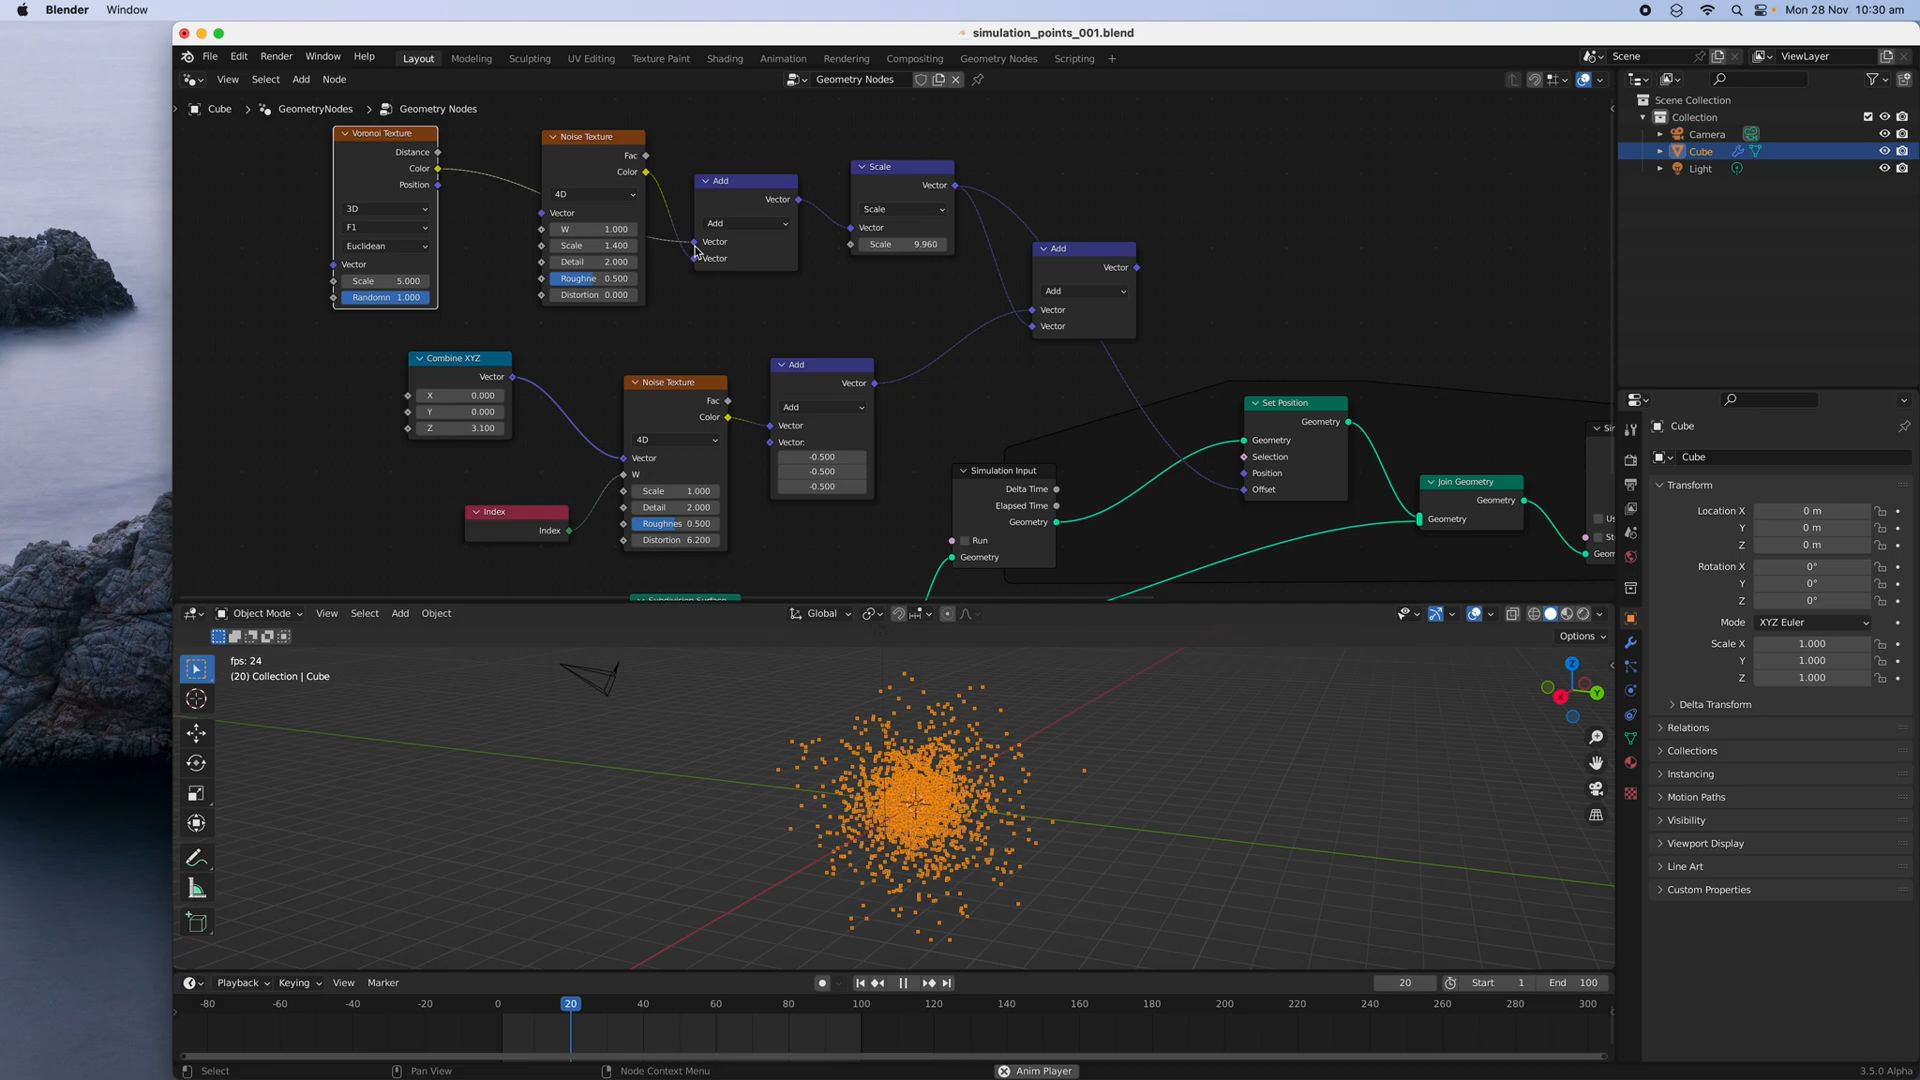 Blender Window Mon 28 Nov 10:30 am
simulation_points_001.blend
File Edit Render Window Help Layout Modeling Sculpting UV Editing Texture Paint Shading Animation Rendering Compositing Geometry Nodes Scripting + Scene ViewLayer
View Select Add Node Geometry Nodes
Cube > GeometryNodes > Geometry Nodes
Scene Collection
Collection
Camera
Cube
Light
Voronoi Texture
Distance
Color
Position
3D
F1
Euclidean
Vector
Scale 5.000
Randomn 1.000
Noise Texture
Fac
Color
4D
Vector
W 1.000
Scale 1.400
Detail 2.000
Roughne 0.500
Distortion 0.000
Add
Vector
Add
Vector
Vector
Scale
Vector
Scale
Vector
Scale 9.960
Add
Vector
Add
Vector
Vector
Combine XYZ
Vector
X 0.000
Y 0.000
Z 3.100
Index
Index
Noise Texture
Fac
Color
4D
Vector
W
Scale 1.000
Detail 2.000
Roughnes 0.500
Distortion 6.200
Add
Vector
Add
Vector
Vector:
-0.500
-0.500
-0.500
Simulation Input
Delta Time
Elapsed Time
Geometry
Run
Geometry
Set Position
Geometry
Geometry
Selection
Position
Offset
Join Geometry
Geometry
Geometry
Cube
Cube
Transform
Location X 0 m
Y 0 m
Z 0 m
Rotation X 0°
Y 0°
Z 0°
Mode XYZ Euler
Scale X 1.000
Y 1.000
Z 1.000
Delta Transform
Relations
Collections
Instancing
Motion Paths
Visibility
Viewport Display
Line Art
Custom Properties
Object Mode View Select Add Object Global
Options
fps: 24
(20) Collection | Cube
Z
Y
X
Playback Keying View Marker 20 Start 1 End 100
-80 -60 -40 -20 0 20 40 60 80 100 120 140 160 180 200 220 240 260 280 300
Select Pan View Node Context Menu Anim Player 3.5.0 Alpha